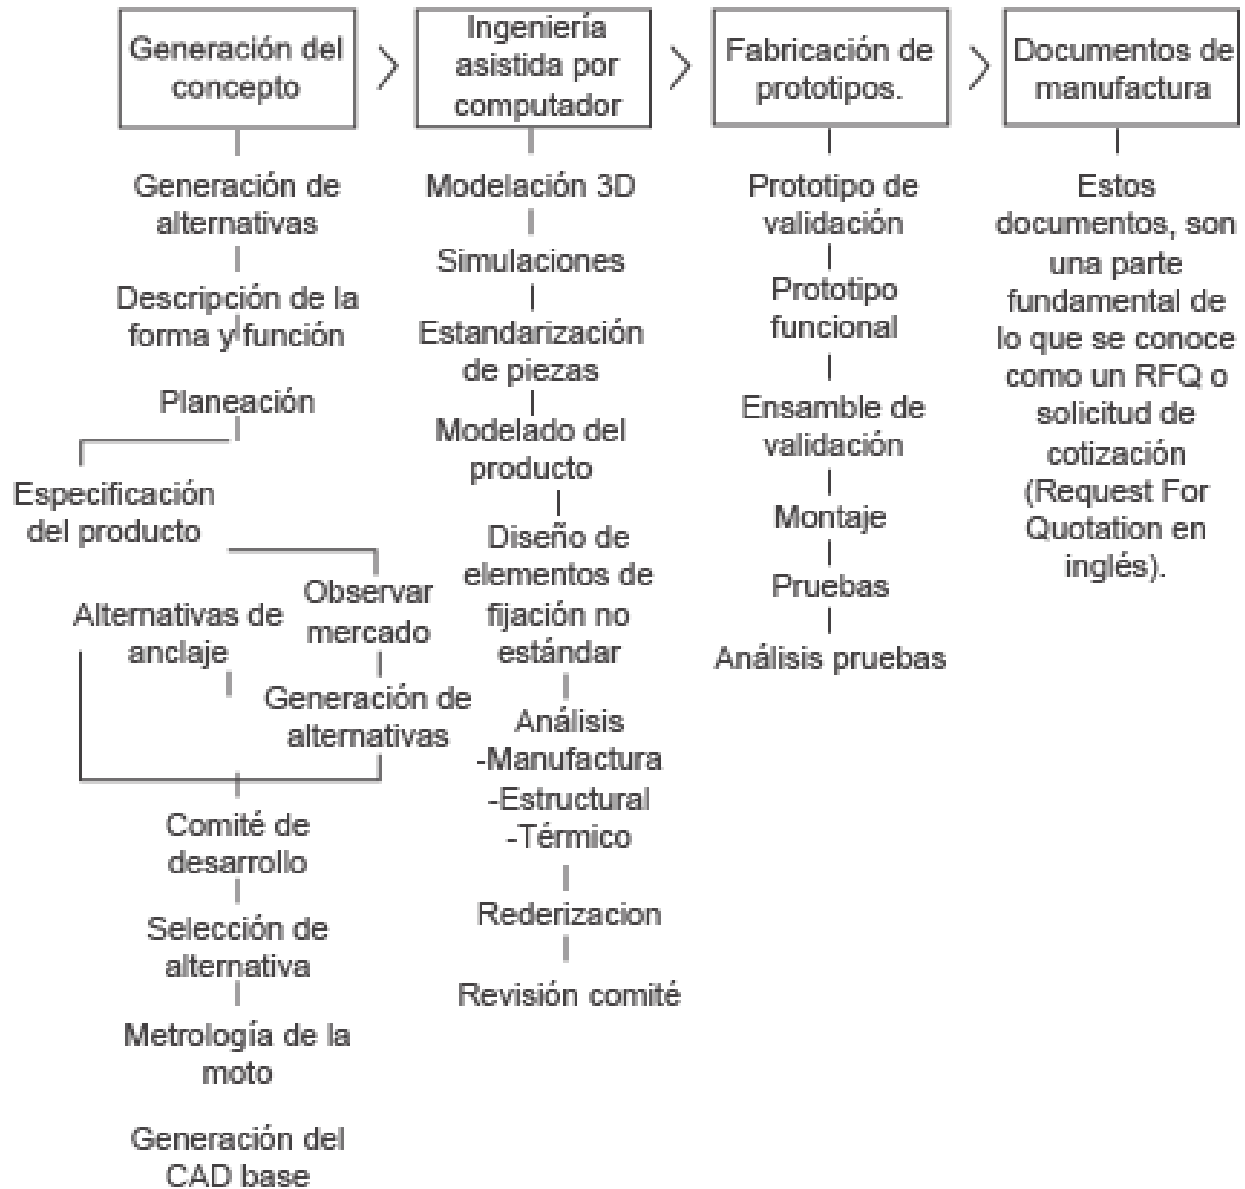 Generación del
concepto
Ingeniería
asistida por
computador
Fabricación de
prototipos.
Documentos de
manufactura
Generación de
alternativas
Descripción de la
forma y función
Planeación
Especificación
del producto
Alternativas de
anclaje
Observar
mercado
Generación de
alternativas
Comité de
desarrollo
Selección de
alternativa
Metrología de la
moto
Generación del
CAD base
Modelación 3D
Simulaciones
Estandarización
de piezas
Modelado del
producto
Diseño de
elementos de
fijación no
estándar
Análisis
-Manufactura
-Estructural
-Térmico
Rederizacion
Revisión comité
Prototipo de
validación
Prototipo
funcional
Ensamble de
validación
Montaje
Pruebas
Análisis pruebas
Estos
documentos, son
una parte
fundamental de
lo que se conoce
como un RFQ o
solicitud de
cotización
(Request For
Quotation en
inglés).